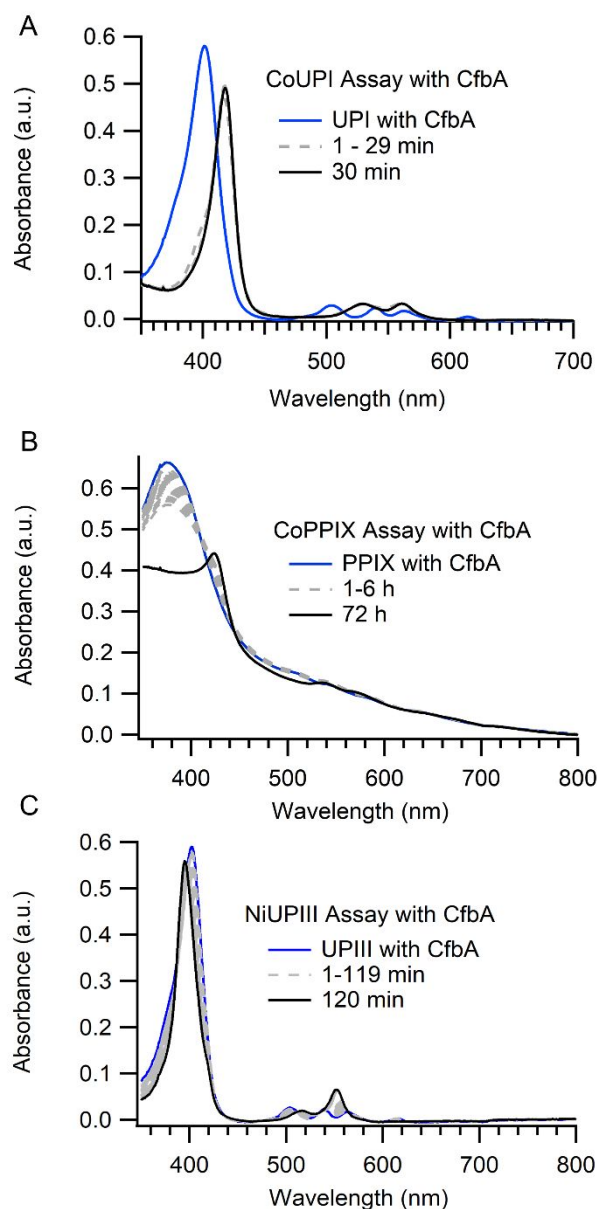 A
0.6
0.5
0.4
0.3
0.2
0.1
0.0
Absorbance (a.u.)
CoUPI Assay with CfbA
UPI with CfbA
1 - 29 min
30 min
400 500 600 700
Wavelength (nm)
B
0.6
0.5
0.4
0.3
0.2
0.1
0.0
Absorbance (a.u.)
CoPPIX Assay with CfbA
PPIX with CfbA
1-6 h
72 h
400 500 600 700 800
Wavelength (nm)
C
0.6
0.5
0.4
0.3
0.2
0.1
0.0
Absorbance (a.u.)
NiUPIII Assay with CfbA
UPIII with CfbA
1-119 min
120 min
400 500 600 700 800
Wavelength (nm)